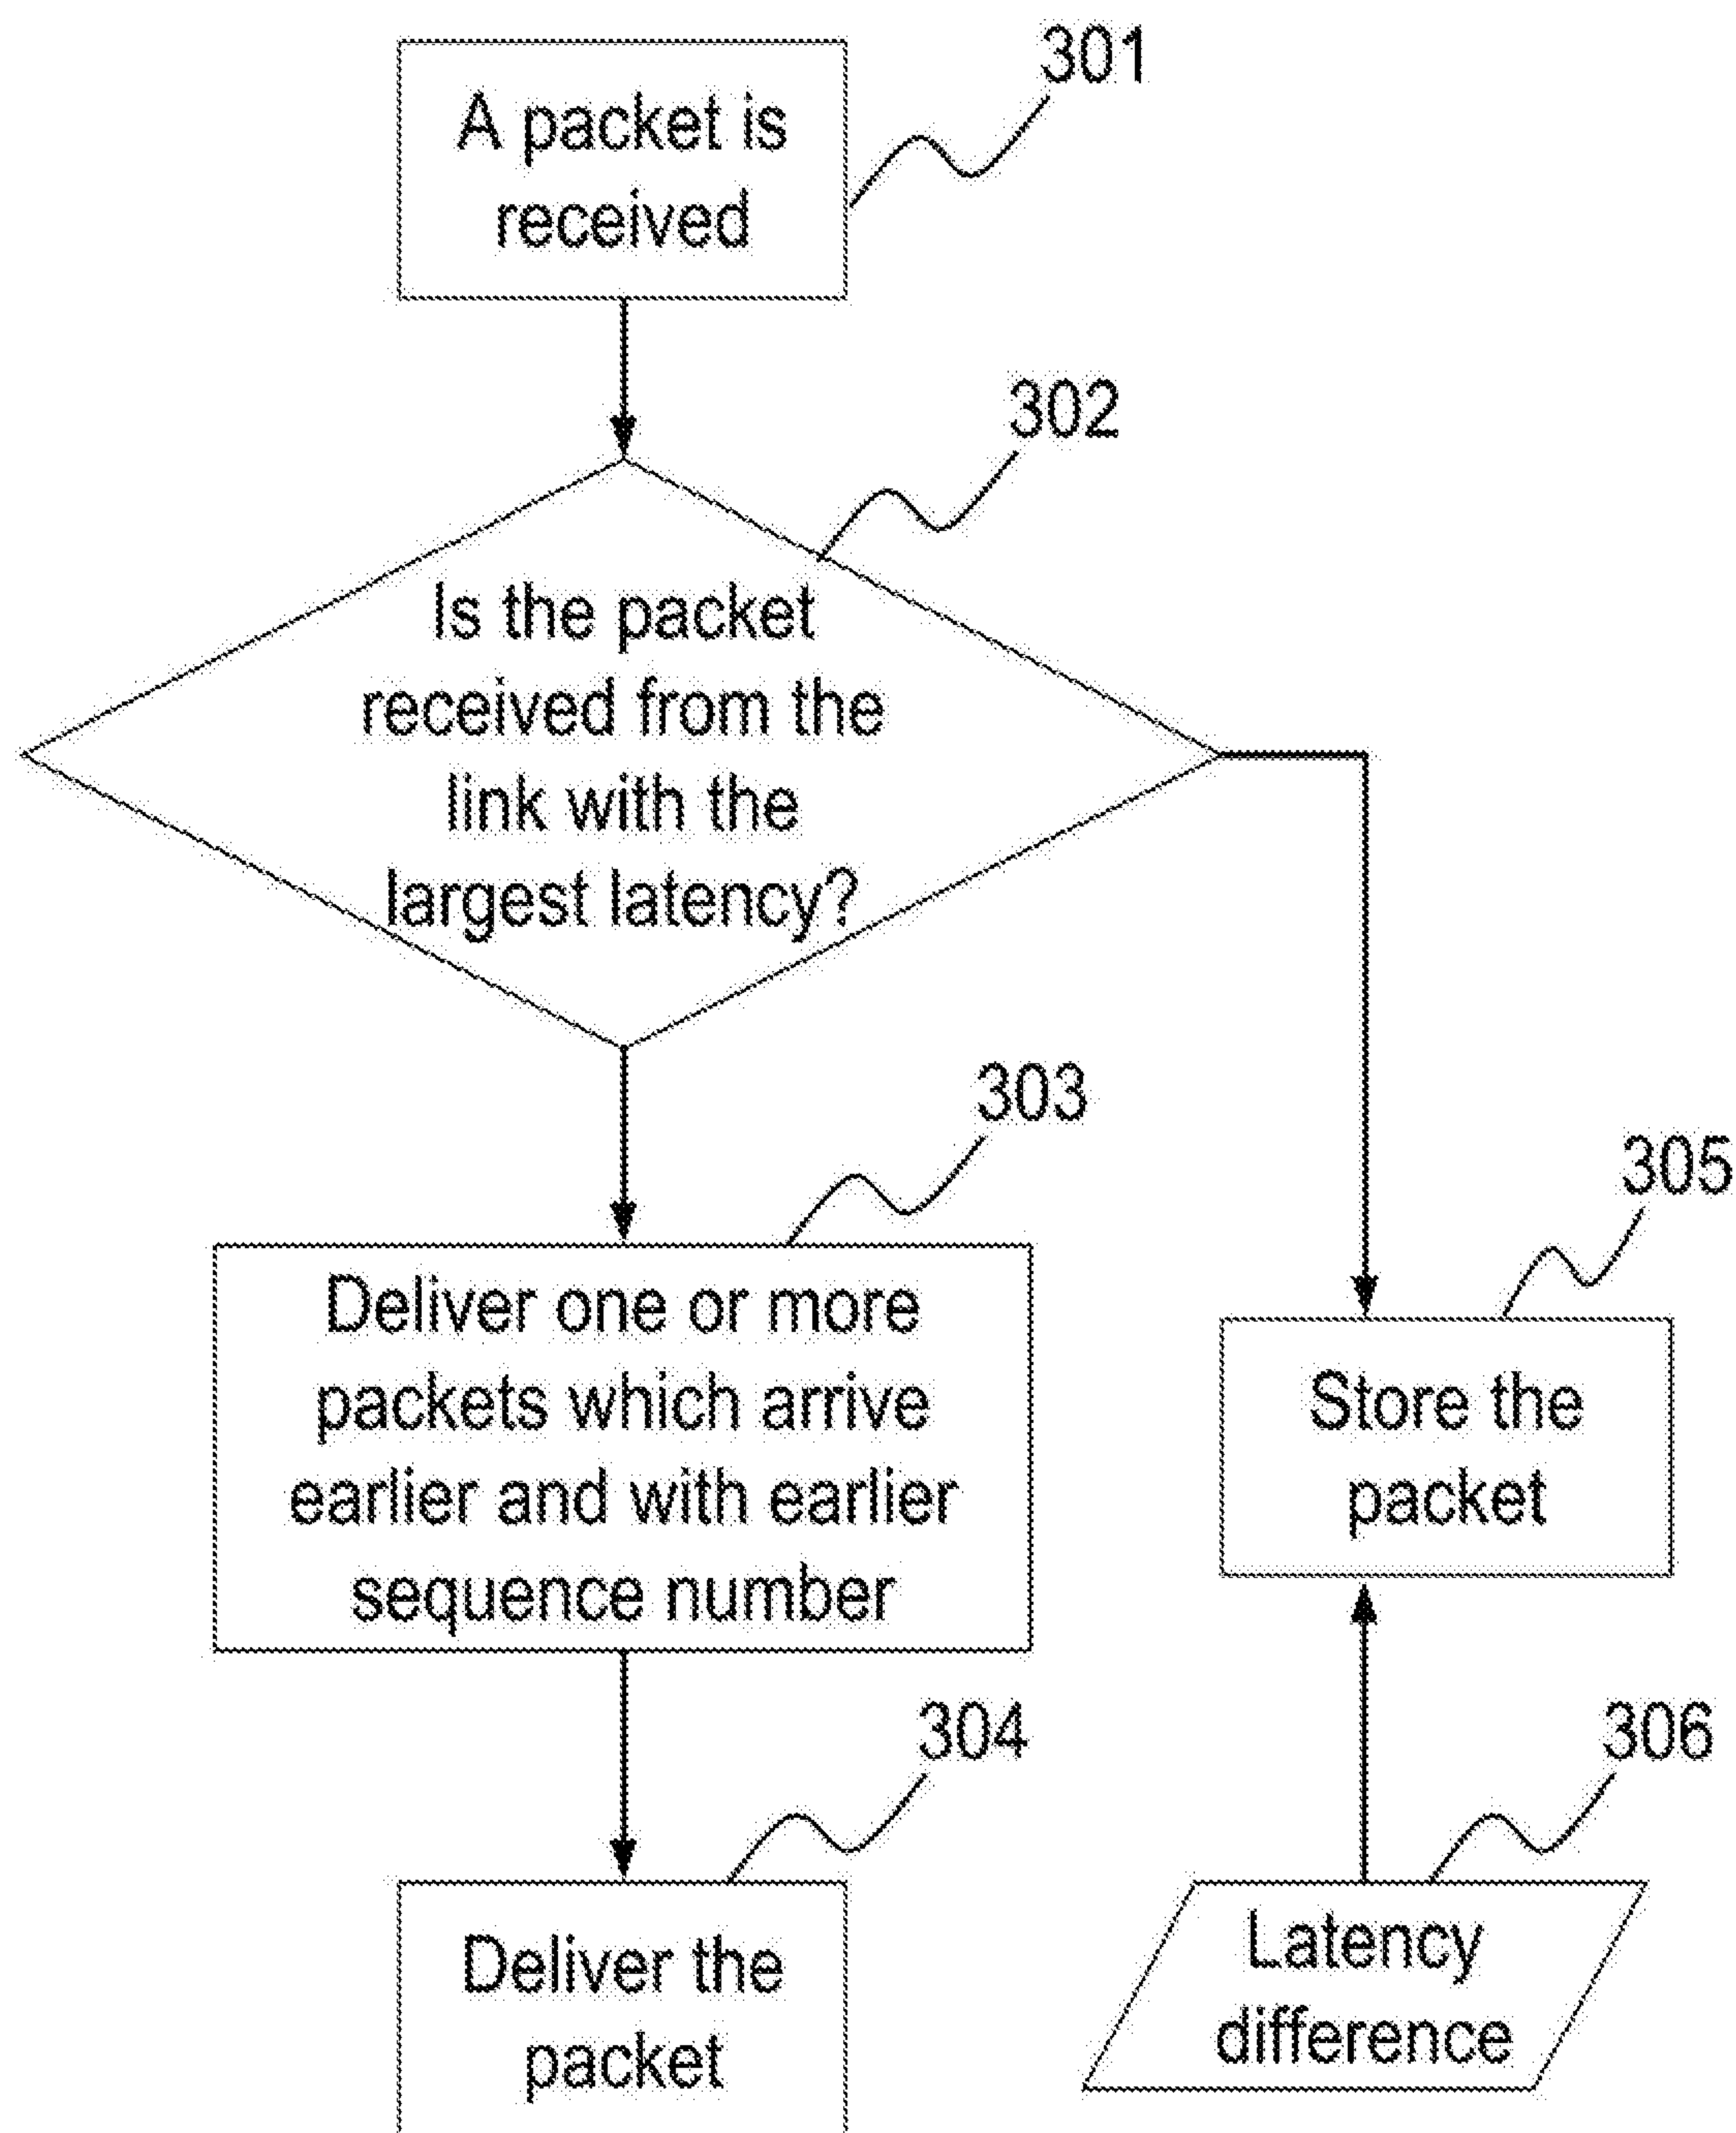 301
A packet is
received
302
Is the packet
received from the
link with the
largest latency?
303
Deliver one or more
packets which arrive
earlier and with earlier
sequence number
305
Store the
packet
304
Deliver the
packet
306
Latency
difference